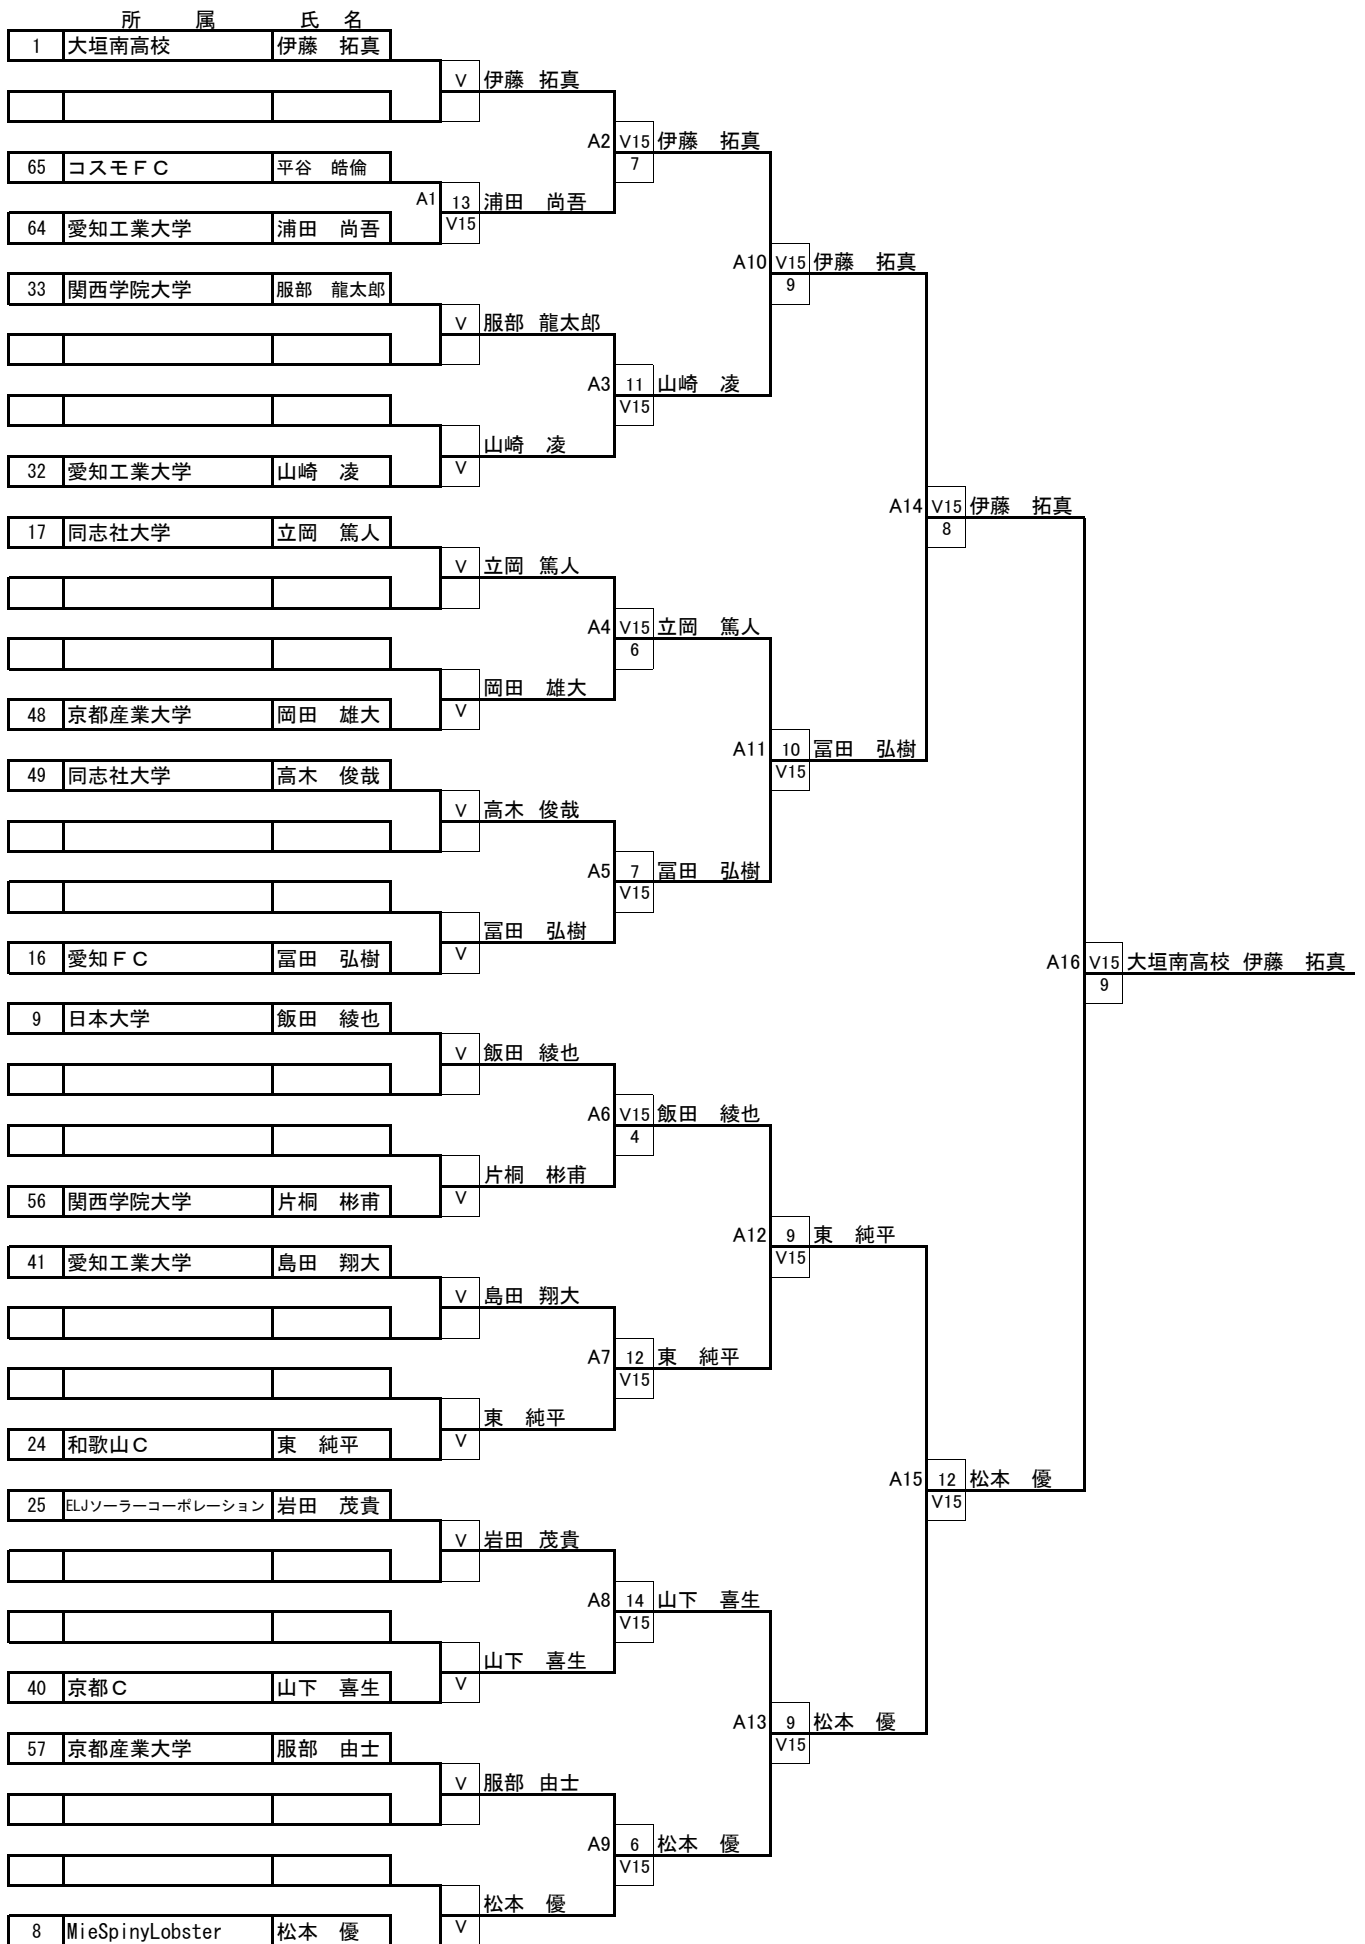 所　属　氏　名
1 大垣南高校 伊藤　拓真
V 伊藤　拓真
A2 V15 伊藤　拓真
7
65 コスモＦＣ 平谷　皓倫
A1 13 浦田　尚吾
V15
64 愛知工業大学 浦田　尚吾
A10 V15 伊藤　拓真
9
33 関西学院大学 服部　龍太郎
V 服部　龍太郎
A3 11 山崎　凌
V15
山崎　凌
V
32 愛知工業大学 山崎　凌
A14 V15 伊藤　拓真
8
17 同志社大学 立岡　篤人
V 立岡　篤人
A4 V15 立岡　篤人
6
岡田　雄大
V
48 京都産業大学 岡田　雄大
A11 10 冨田　弘樹
V15
49 同志社大学 高木　俊哉
V 高木　俊哉
A5 7 冨田　弘樹
V15
冨田　弘樹
V
16 愛知ＦＣ 冨田　弘樹
A16 V15 大垣南高校 伊藤　拓真
9
9 日本大学 飯田　綾也
V 飯田　綾也
A6 V15 飯田　綾也
4
片桐　彬甫
V
56 関西学院大学 片桐　彬甫
A12 9 東　純平
V15
41 愛知工業大学 島田　翔大
V 島田　翔大
A7 12 東　純平
V15
東　純平
V
24 和歌山Ｃ 東　純平
A15 12 松本　優
V15
25 ELJソーラーコーポレーション 岩田　茂貴
V 岩田　茂貴
A8 14 山下　喜生
V15
山下　喜生
V
40 京都Ｃ 山下　喜生
A13 9 松本　優
V15
57 京都産業大学 服部　由士
V 服部　由士
A9 6 松本　優
V15
松本　優
V
8 MieSpinyLobster 松本　優